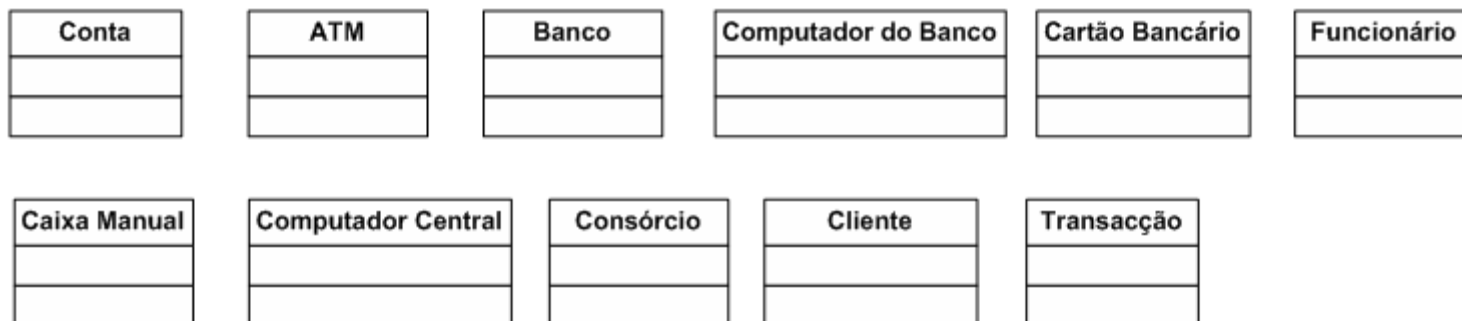 Conta
ATM
Banco
Computador do Banco
Cartão Bancário
Funcionário
Caixa Manual
Computador Central
Consórcio
Cliente
Transacção